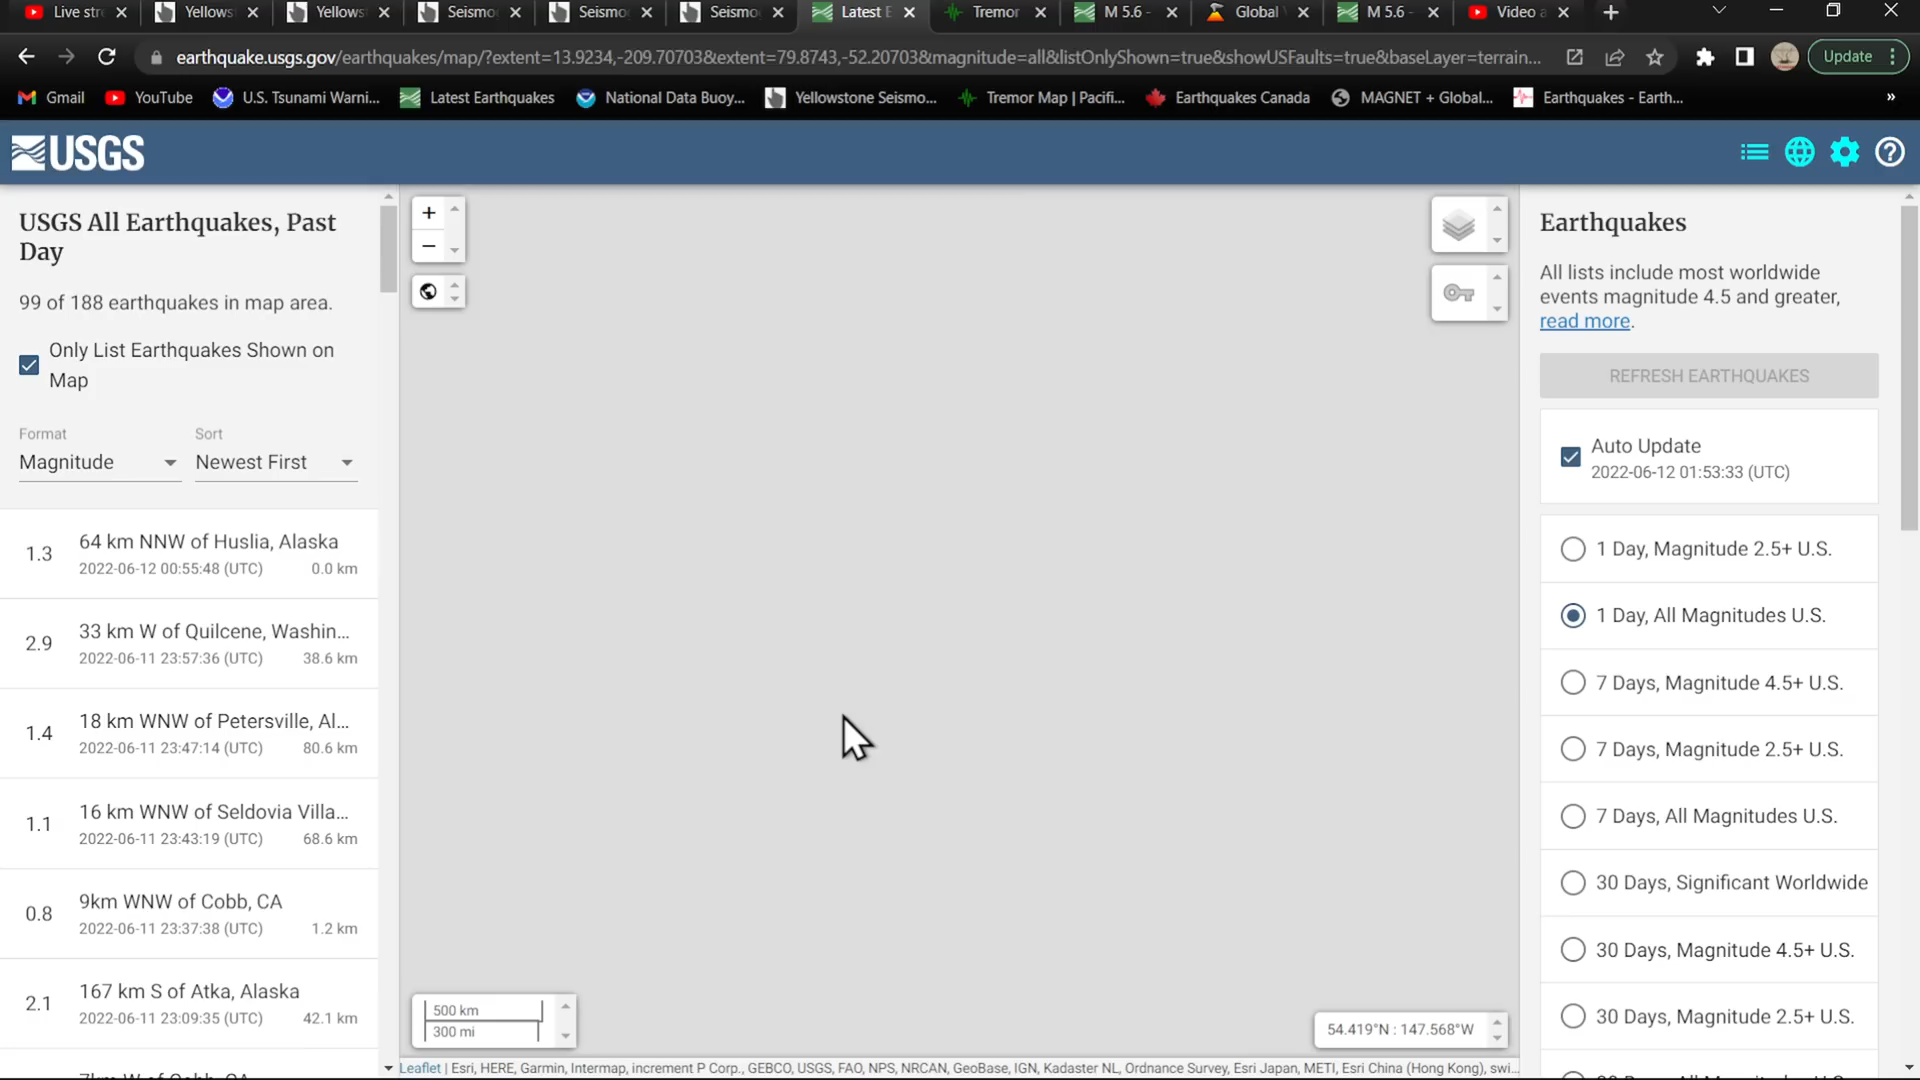 Live str
Yellows
Yellows
Seismo
Seismo
Seismo
Latest E
Tremor
M 5.6 -
Global
M 5.6 -
Video a
earthquake.usgs.gov/earthquakes/map/?extent=13.9234,-209.70703&extent=79.8743,-52.20703&magnitude=all&listOnlyShown=true&showUSFaults=true&baseLayer=terrain...
Update
Gmail
YouTube
U.S. Tsunami Warni...
Latest Earthquakes
National Data Buoy...
Yellowstone Seismo...
Tremor Map | Pacifi...
Earthquakes Canada
MAGNET + Global...
Earthquakes - Earth...
»
USGS
USGS All Earthquakes, Past
Day
99 of 188 earthquakes in map area.
Only List Earthquakes Shown on
Map
Format
Sort
Magnitude
Newest First
1.3
64 km NNW of Huslia, Alaska
2022-06-12 00:55:48 (UTC) 0.0 km
2.9
33 km W of Quilcene, Washin...
2022-06-11 23:57:36 (UTC) 38.6 km
1.4
18 km WNW of Petersville, Al...
2022-06-11 23:47:14 (UTC) 80.6 km
1.1
16 km WNW of Seldovia Villa...
2022-06-11 23:43:19 (UTC) 68.6 km
0.8
9km WNW of Cobb, CA
2022-06-11 23:37:38 (UTC) 1.2 km
2.1
167 km S of Atka, Alaska
2022-06-11 23:09:35 (UTC) 42.1 km
+
−
500 km
300 mi
54.419°N : 147.568°W
Leaflet | Esri, HERE, Garmin, Intermap, increment P Corp., GEBCO, USGS, FAO, NPS, NRCAN, GeoBase, IGN, Kadaster NL, Ordnance Survey, Esri Japan, METI, Esri China (Hong Kong), swi...
Earthquakes
All lists include most worldwide
events magnitude 4.5 and greater,
read more.
REFRESH EARTHQUAKES
Auto Update
2022-06-12 01:53:33 (UTC)
1 Day, Magnitude 2.5+ U.S.
1 Day, All Magnitudes U.S.
7 Days, Magnitude 4.5+ U.S.
7 Days, Magnitude 2.5+ U.S.
7 Days, All Magnitudes U.S.
30 Days, Significant Worldwide
30 Days, Magnitude 4.5+ U.S.
30 Days, Magnitude 2.5+ U.S.